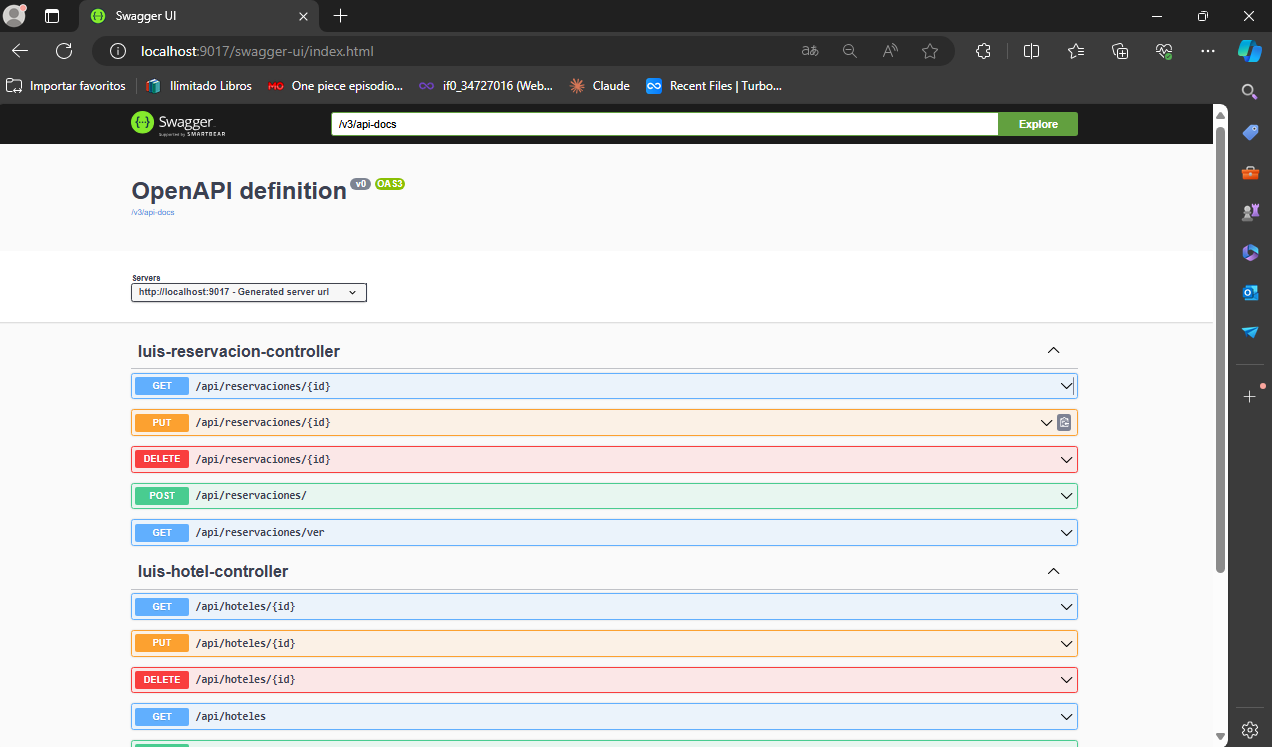 Swagger UI
localhost:9017/swagger-ui/index.html
Importar favoritos
Ilimitado Libros
MG One piece episodio...
if0_34727016 (Web...
Claude
Recent Files | Turbo...
Swagger
Supported by SMARTBEAR
/v3/api-docs
Explore
OpenAPI definition v0 OAS3
/v3/api-docs
Servers
http://localhost:9017 - Generated server url
luis-reservacion-controller
GET /api/reservaciones/{id}
PUT /api/reservaciones/{id}
DELETE /api/reservaciones/{id}
POST /api/reservaciones/
GET /api/reservaciones/ver
luis-hotel-controller
GET /api/hoteles/{id}
PUT /api/hoteles/{id}
DELETE /api/hoteles/{id}
GET /api/hoteles